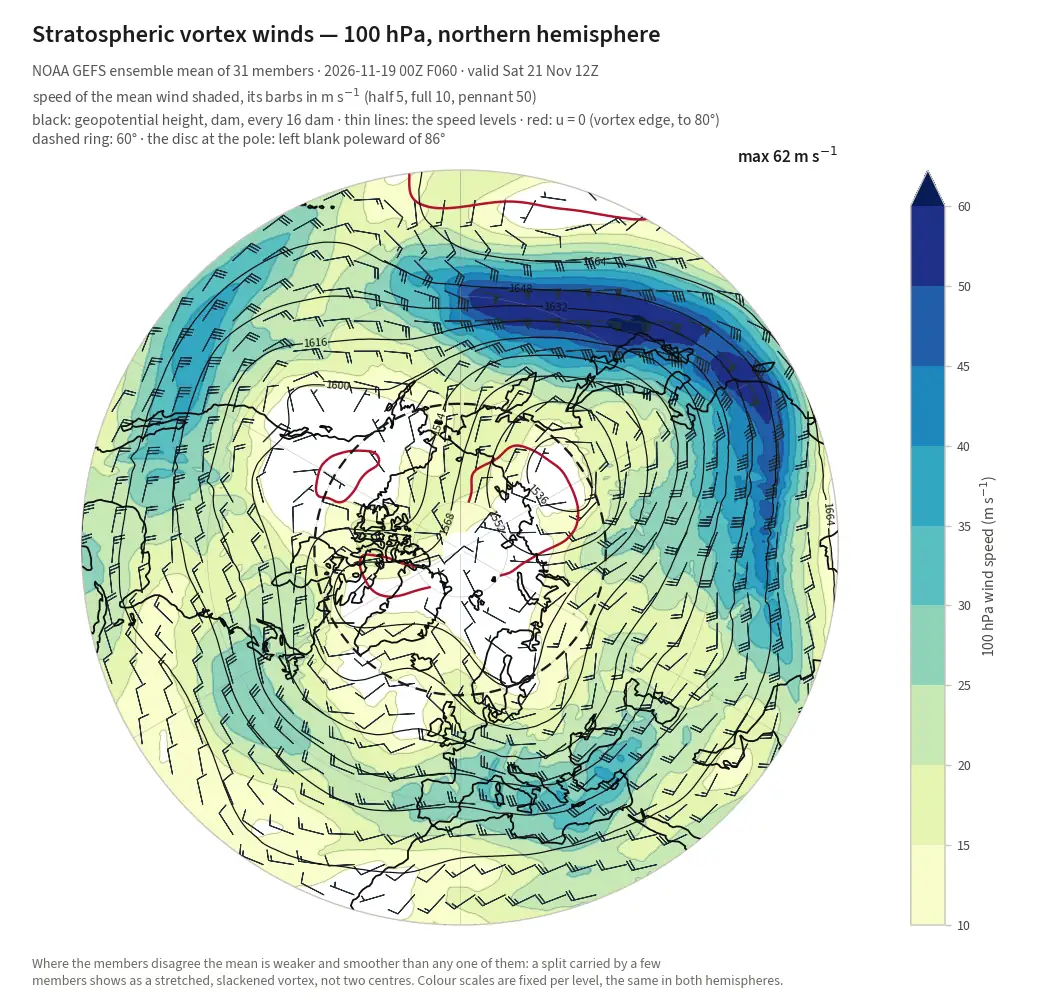 Stratospheric vortex winds — 100 hPa, northern hemisphere
NOAA GEFS ensemble mean of 31 members · 2026-11-19 00Z F060 · valid Sat 21 Nov 12Z
speed of the mean wind shaded, its barbs in m s⁻¹ (half 5, full 10, pennant 50)
black: geopotential height, dam, every 16 dam · thin lines: the speed levels · red: u = 0 (vortex edge, to 80°)
dashed ring: 60° · the disc at the pole: left blank poleward of 86°
max 62 m s⁻¹
1664
1648
1632
1616
1600
1536
1552
1568
1664
60
50
45
40
35
30
25
20
15
10
100 hPa wind speed (m s⁻¹)
Where the members disagree the mean is weaker and smoother than any one of them: a split carried by a few
members shows as a stretched, slackened vortex, not two centres. Colour scales are fixed per level, the same in both hemispheres.